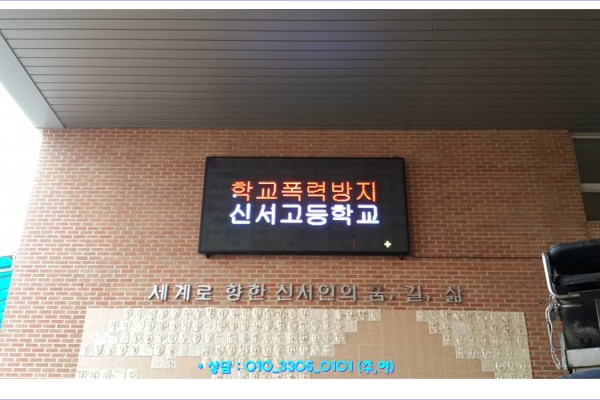 학교폭력방지
신서고등학교
세계로 향한 신서인의 숨, 길, 삶
* 상담 : 010_3305_0101 (주,야)